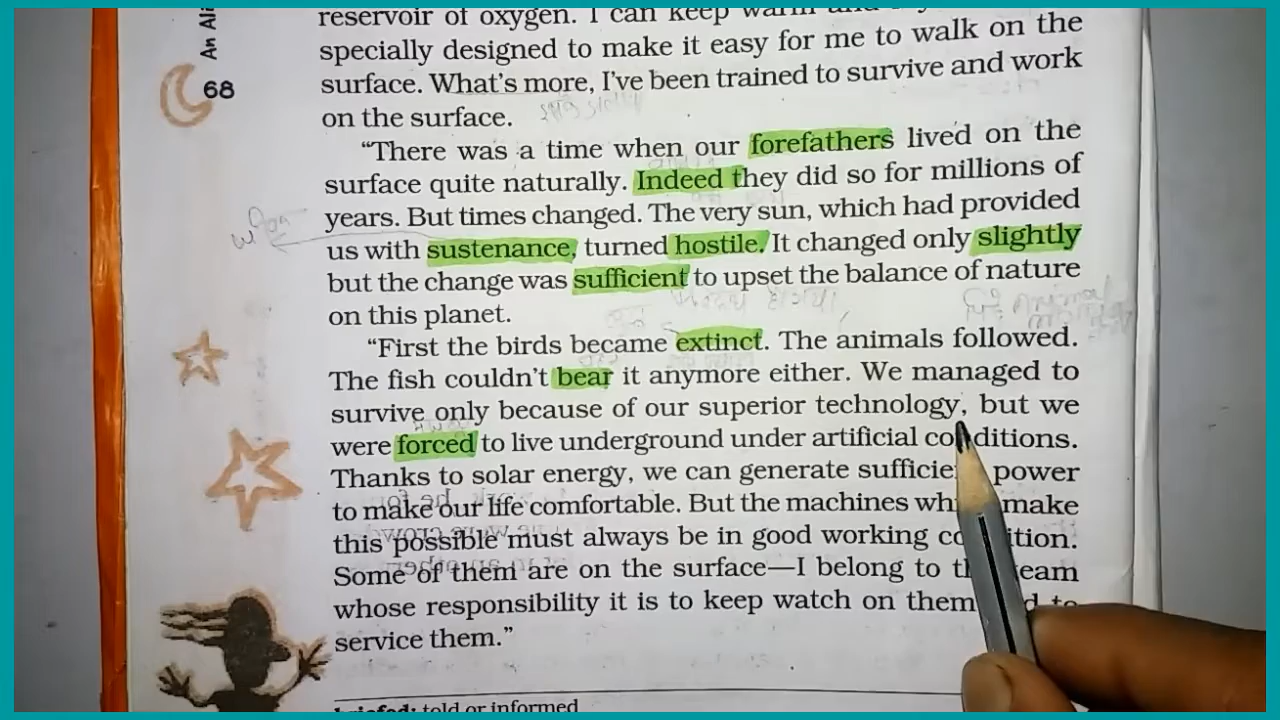 An Ali
68
reservoir of oxygen. I can keep warm and
specially designed to make it easy for me to walk on the
surface. What's more, I've been trained to survive and work
on the surface.
"There was a time when our forefathers lived on the
surface quite naturally. Indeed they did so for millions of
years. But times changed. The very sun, which had provided
us with sustenance, turned hostile. It changed only slightly
but the change was sufficient to upset the balance of nature
on this planet.
"First the birds became extinct. The animals followed.
The fish couldn't bear it anymore either. We managed to
survive only because of our superior technology, but we
were forced to live underground under artificial conditions.
Thanks to solar energy, we can generate power
to make our life comfortable. But the machines make
this possible must always be in good working
Some of them are on the surface—I belong to
whose responsibility it is to keep watch on them to
service them."
briefed: told or informed